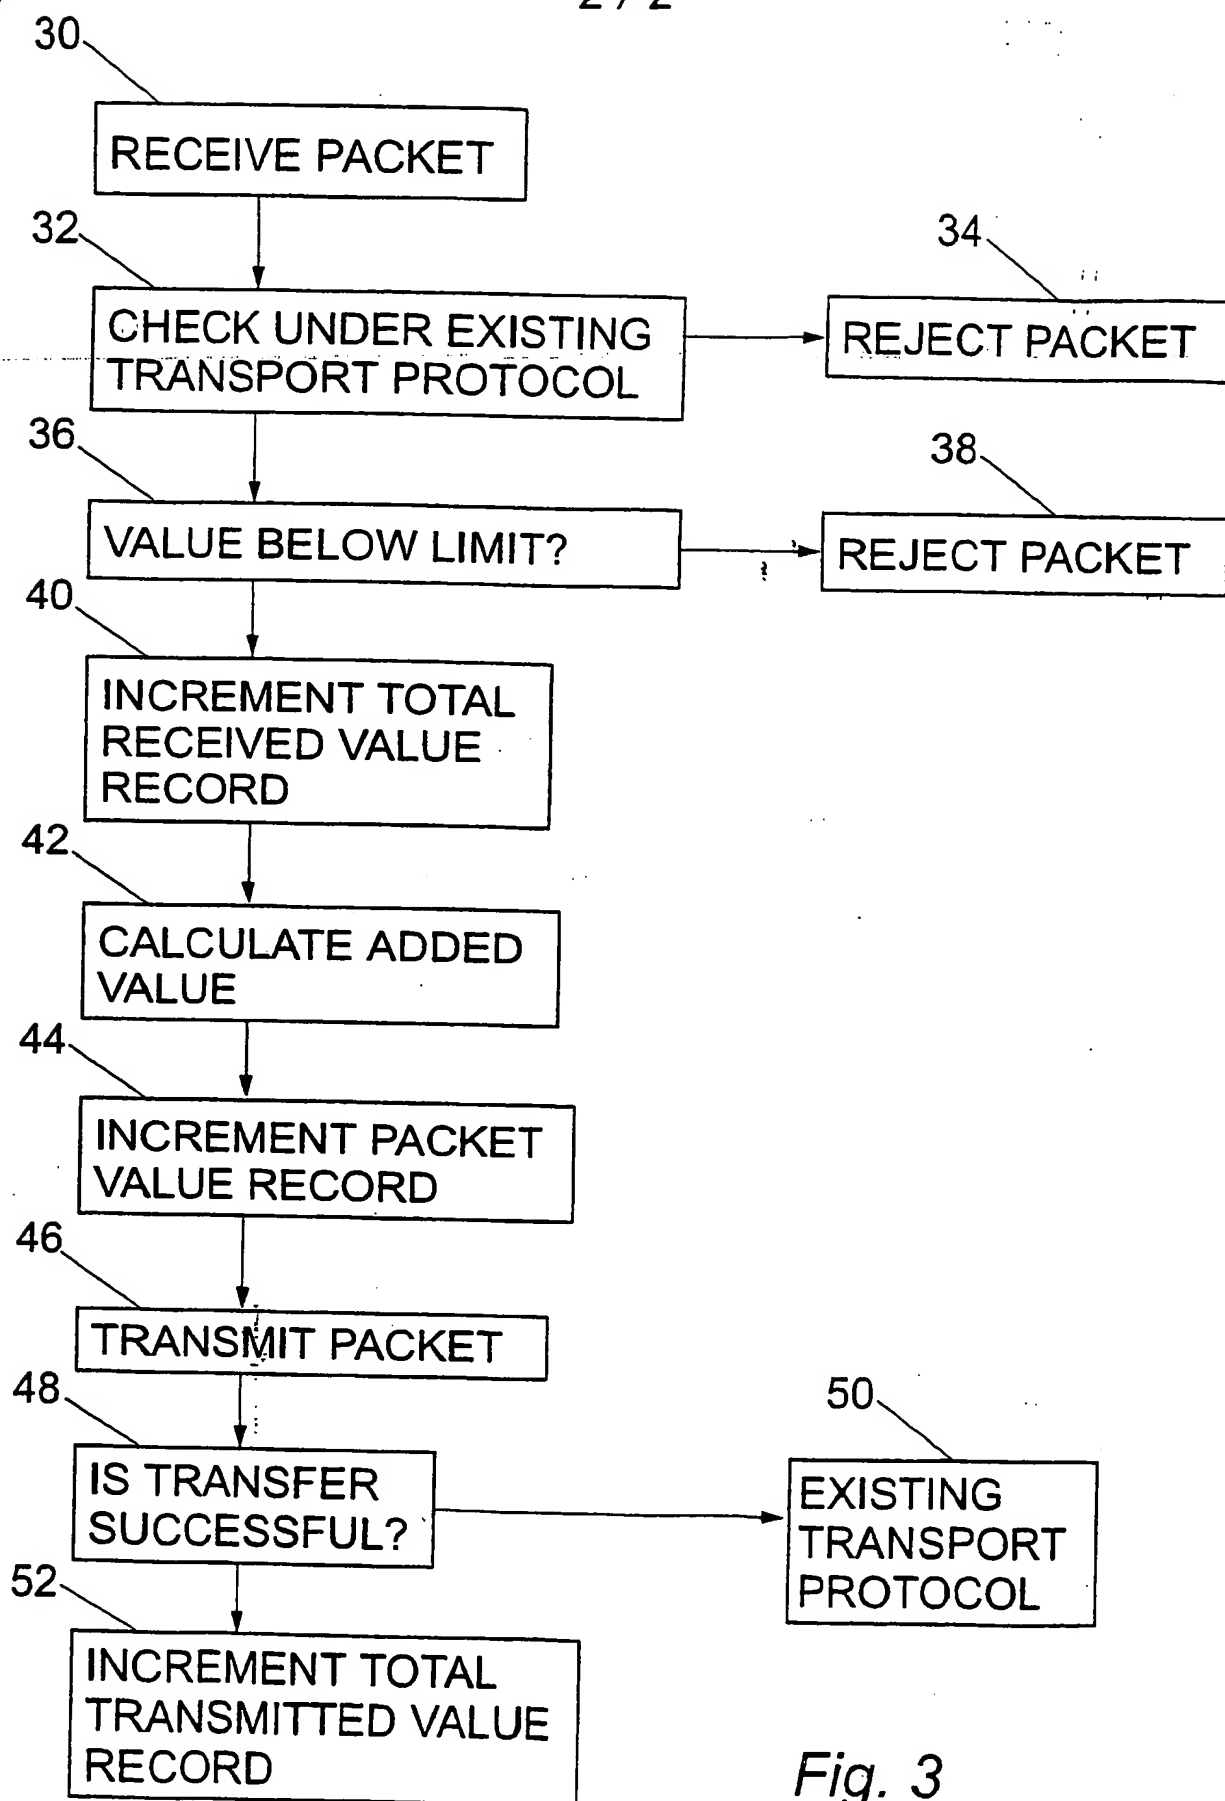 2/2
30
RECEIVE PACKET
32
34
CHECK UNDER EXISTING
TRANSPORT PROTOCOL
REJECT PACKET
36
38
VALUE BELOW LIMIT?
REJECT PACKET
40
INCREMENT TOTAL
RECEIVED VALUE
RECORD
42
CALCULATE ADDED
VALUE
44
INCREMENT PACKET
VALUE RECORD
46
TRANSMIT PACKET
48
50
IS TRANSFER
SUCCESSFUL?
EXISTING
TRANSPORT
PROTOCOL
52
INCREMENT TOTAL
TRANSMITTED VALUE
RECORD
Fig. 3